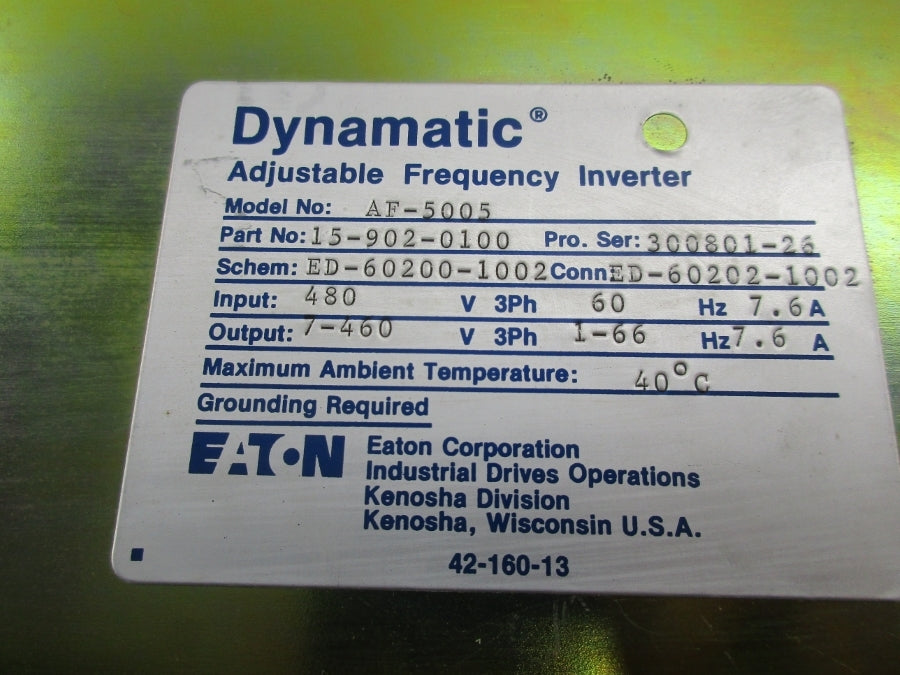 Dynamatic®
Adjustable Frequency Inverter
Model No: AF-5005
Part No: 15-902-0100 Pro. Ser: 300801-26
Schem: ED-60200-1002 Conn: ED-60202-1002
Input: 480 V 3Ph 60 Hz 7.6 A
Output: 7-460 V 3Ph 1-66 Hz 7.6 A
Maximum Ambient Temperature: 40°C
Grounding Required
EATON Eaton Corporation
Industrial Drives Operations
Kenosha Division
Kenosha, Wisconsin U.S.A.
42-160-13